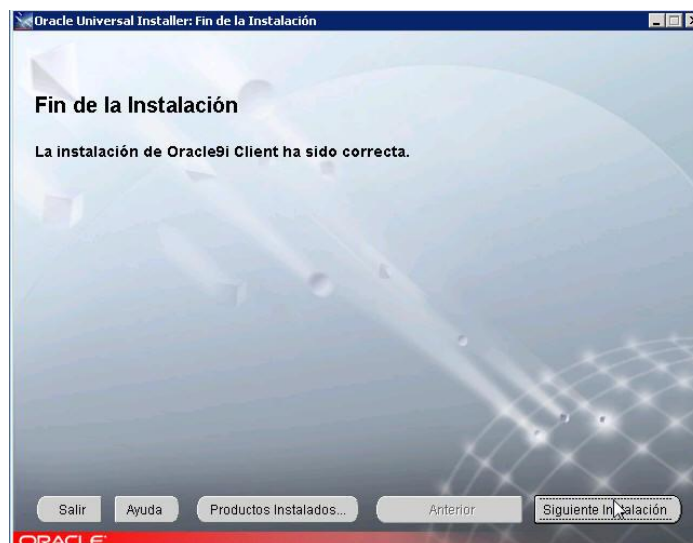 Oracle Universal Installer: Fin de la Instalación
Fin de la Instalación
La instalación de Oracle9i Client ha sido correcta.
Salir Ayuda Productos Instalados... Anterior Siguiente Instalación
ORACLE